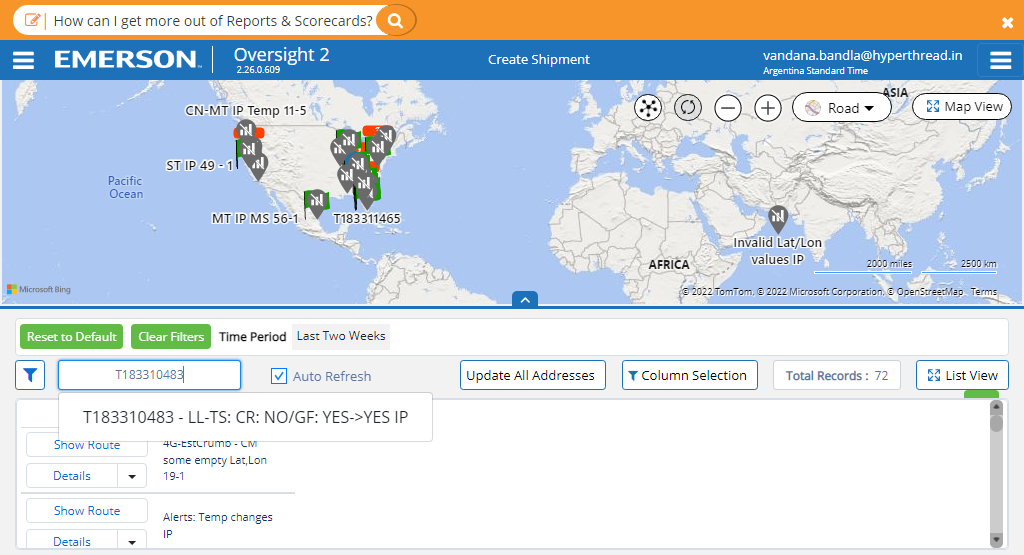 How can I get more out of Reports & Scorecards?
EMERSON
Oversight 2
2.26.0.609
Create Shipment
vandana.bandla@hyperthread.in
Argentina Standard Time
ASIA
CN-MT IP Temp 11-5
Road
Map View
ST IP 49 - 1
Pacific
Ocean
MT IP MS 56-1
T183311465
Invalid Lat/Lon
values IP
AFRICA
2000 miles
2500 km
Microsoft Bing
© 2022 TomTom, © 2022 Microsoft Corporation, © OpenStreetMap Terms
Reset to Default
Clear Filters
Time Period
Last Two Weeks
T183310483
Auto Refresh
Update All Addresses
Column Selection
Total Records : 72
List View
T183310483 - LL-TS: CR: NO/GF: YES->YES IP
Show Route
4G-EstCrumb - CM
some empty Lat,Lon
19-1
Details
Show Route
Alerts: Temp changes
IP
Details